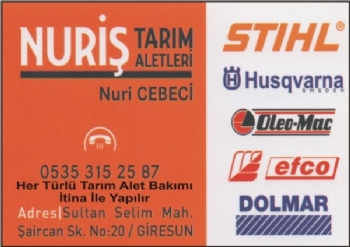 NURİŞ TARIM
ALETLERİ
Nuri CEBECİ
0535 315 25 87
Her Türlü Tarım Alet Bakımı
İtina İle Yapılır
Adres|Sultan Selim Mah.
Şaircan Sk. No:20 / GİRESUN
STIHL®
Husqvarna
SWEDEN
Oleo-Mac
efco
DOLMAR